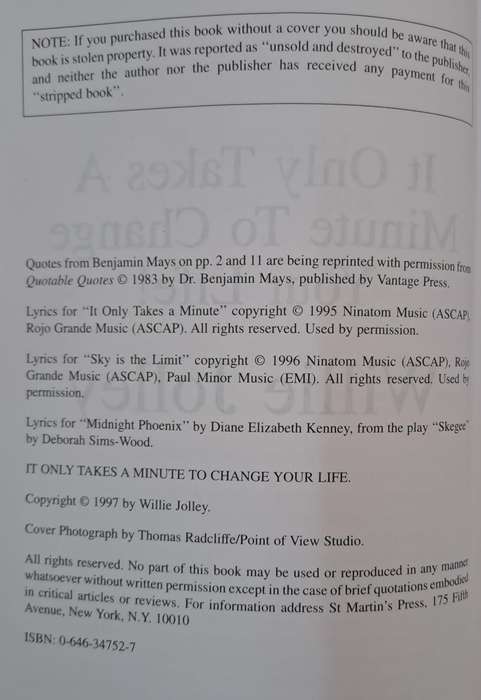 NOTE: If you purchased this book without a cover you should be aware that this
book is stolen property. It was reported as "unsold and destroyed" to the publisher,
and neither the author nor the publisher has received any payment for this
"stripped book".
It Only Takes A
Minute To Change
Your Life!
Willie Jolley
Quotes from Benjamin Mays on pp. 2 and 11 are being reprinted with permission from
Quotable Quotes © 1983 by Dr. Benjamin Mays, published by Vantage Press.
Lyrics for "It Only Takes a Minute" copyright © 1995 Ninatom Music (ASCAP),
Rojo Grande Music (ASCAP). All rights reserved. Used by permission.
Lyrics for "Sky is the Limit" copyright © 1996 Ninatom Music (ASCAP), Rojo
Grande Music (ASCAP), Paul Minor Music (EMI). All rights reserved. Used by
permission.
Lyrics for "Midnight Phoenix" by Diane Elizabeth Kenney, from the play "Skegee"
by Deborah Sims-Wood.
IT ONLY TAKES A MINUTE TO CHANGE YOUR LIFE.
Copyright © 1997 by Willie Jolley.
Cover Photograph by Thomas Radcliffe/Point of View Studio.
All rights reserved. No part of this book may be used or reproduced in any manner
whatsoever without written permission except in the case of brief quotations embodied
in critical articles or reviews. For information address St Martin's Press, 175 Fifth
Avenue, New York, N.Y. 10010
ISBN: 0-646-34752-7